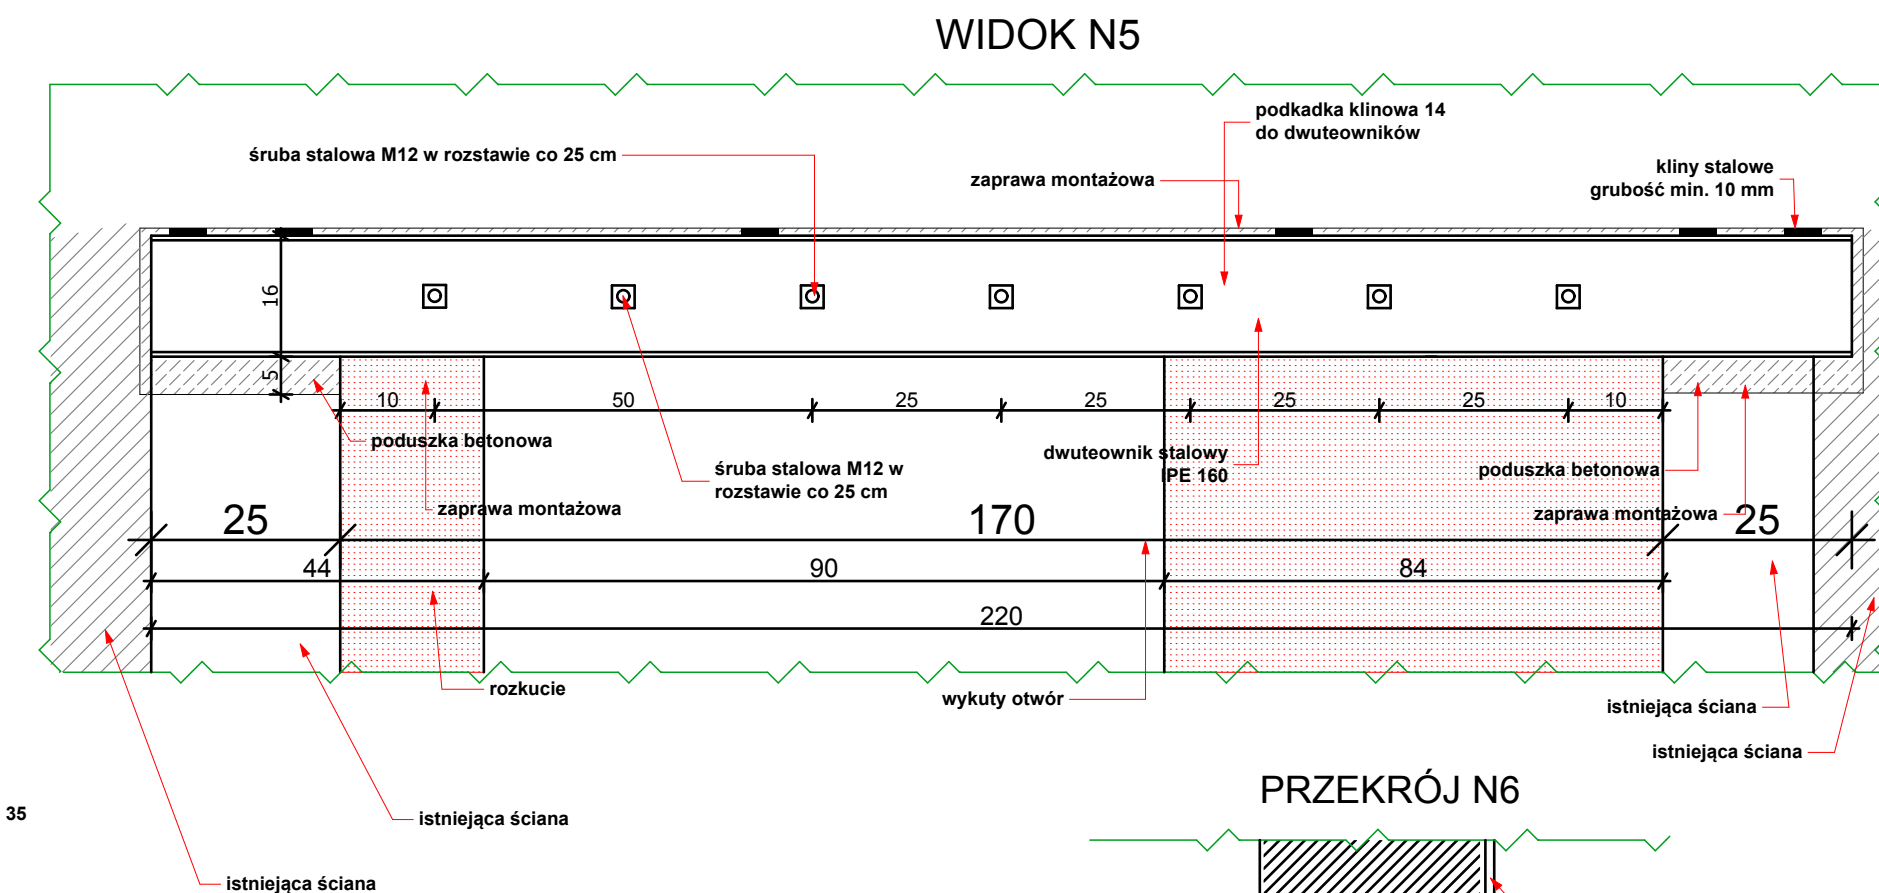 WIDOK N5
podkadka klinowa 14
do dwuteowników
śruba stalowa M12 w rozstawie co 25 cm
zaprawa montażowa
kliny stalowe
grubość min. 10 mm
16
5
10
50
25
25
25
25
10
poduszka betonowa
śruba stalowa M12 w
rozstawie co 25 cm
dwuteownik stalowy
IPE 160
poduszka betonowa
zaprawa montażowa
zaprawa montażowa
25
170
25
44
90
84
220
rozkucie
wykuty otwór
istniejąca ściana
istniejąca ściana
PRZEKRÓJ N6
35
istniejąca ściana
istniejąca ściana